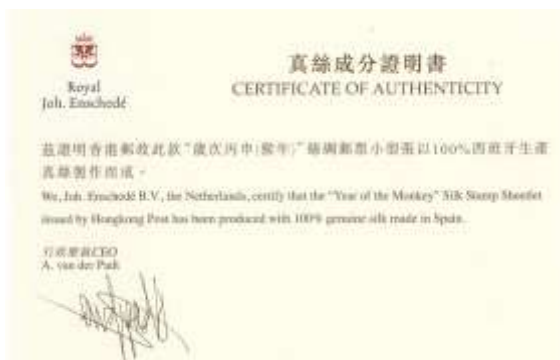 Royal
Joh. Enschedé
真絲成分證明書
CERTIFICATE OF AUTHENTICITY
茲證明香港郵政此款"歲次丙申(猴年)"絲綢郵票小型張以100%西班牙生產
真絲製作而成。
We, Joh. Enschedé B.V., the Netherlands, certify that the "Year of the Monkey" Silk Stamp Sheetlet
issued by Hongkong Post has been produced with 100% genuine silk made in Spain.
行政總裁CEO
A. van der